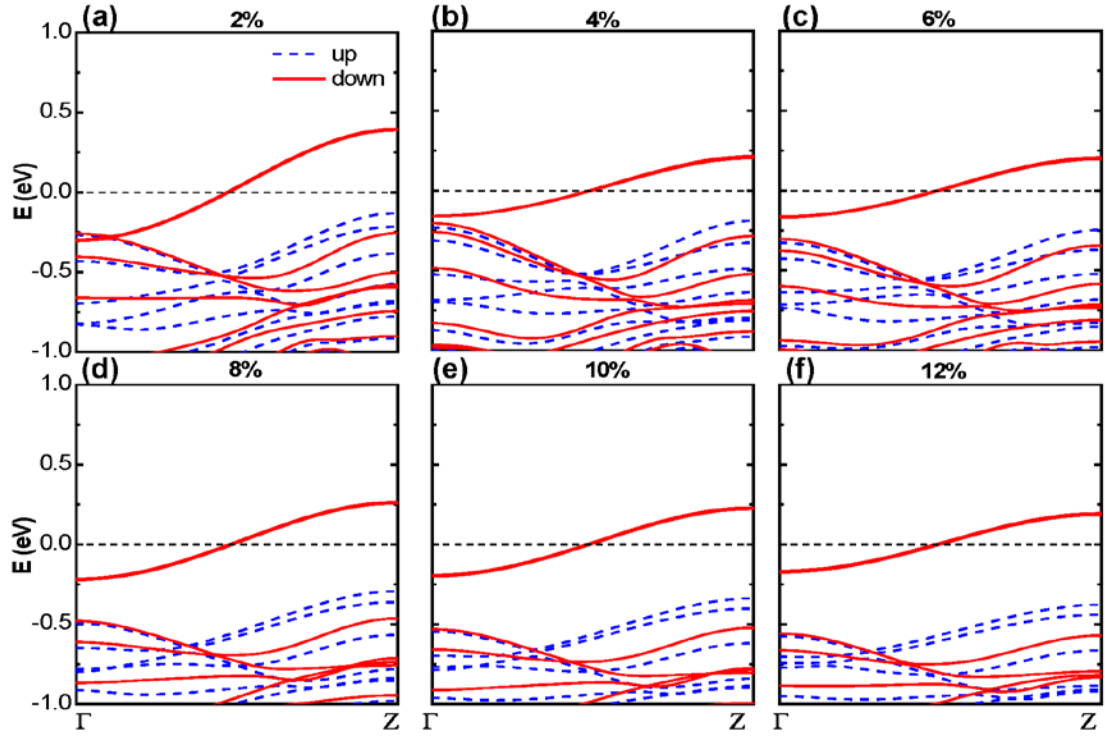 (a) 2% (b) 4% (c) 6%
1.0
up
down
0.5
E (eV)
0.0
-0.5
-1.0
(d) 8% (e) 10% (f) 12%
1.0
0.5
E (eV)
0.0
-0.5
-1.0
Γ Z Γ Z Γ Z